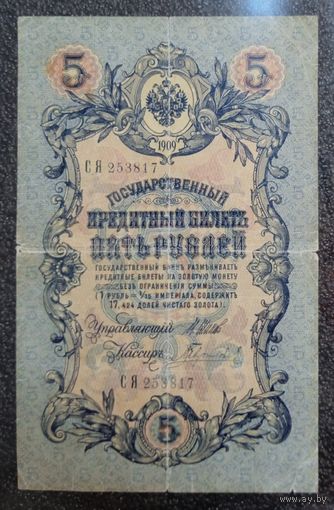 5 5
1909
СЯ 253817
ГОСУДАРСТВЕННЫЙ
КРЕДИТНЫЙ БИЛЕТЪ
ПЯТЬ РУБЛЕЙ
ГОСУДАРСТВЕННЫЙ БАНКЪ РАЗМѢНИВАЕТЪ
КРЕДИТНЫЕ БИЛЕТЫ НА ЗОЛОТУЮ МОНЕТУ
БЕЗЪ ОГРАНИЧЕНІЯ СУММЫ
(1 РУБЛЬ = 1/15 ИМПЕРІАЛА, СОДЕРЖИТЪ
17,424 ДОЛЕЙ ЧИСТАГО ЗОЛОТА).
Управляющій
Кассиръ
СЯ 253817
5
www.ay.by